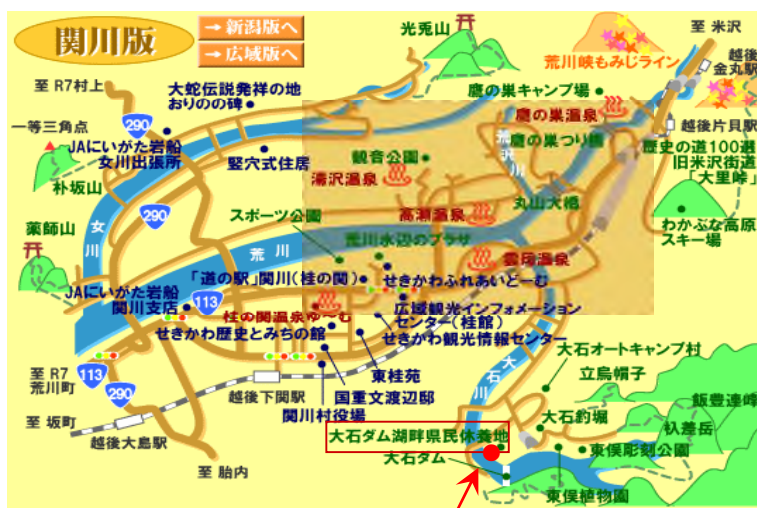 関川版
→新潟版へ
→広域版へ
光兎山
至 米沢
荒川峡もみじライン
越後
金丸駅
至 R7村上
大蛇伝説発祥の地
おりのの碑
鷹の巣キャンプ場
鷹の巣温泉
290
一等三角点
JAにいがた岩船
女川出張所
竪穴式住居
観音公園
荒川
鷹の巣つり橋
越後片貝駅
歴史の道100選
旧米沢街道
「大里峠」
朴坂山
湯沢温泉
丸山大橋
290
女川
スポーツ公園
高瀬温泉
わかぶな高原
スキー場
薬師山
荒川
荒川水辺のプラザ
雲母温泉
「道の駅」関川(桂の関)
せきかわふれあいどーむ
JAにいがた岩船
関川支店
113
桂の関温泉ゆ〜む
広域観光インフォメーション
センター(桂館)
せきかわ歴史とみちの館
せきかわ観光情報センター
大石川
大石オートキャンプ村
立烏帽子
至 R7
荒川町
113
290
越後下関駅
東桂苑
国重文渡辺邸
関川村役場
飯豊連峰
大石釣堀
杁差岳
至 坂町
越後大島駅
大石ダム湖畔県民休養地
東俣彫刻公園
大石ダム
至 胎内
東俣植物園